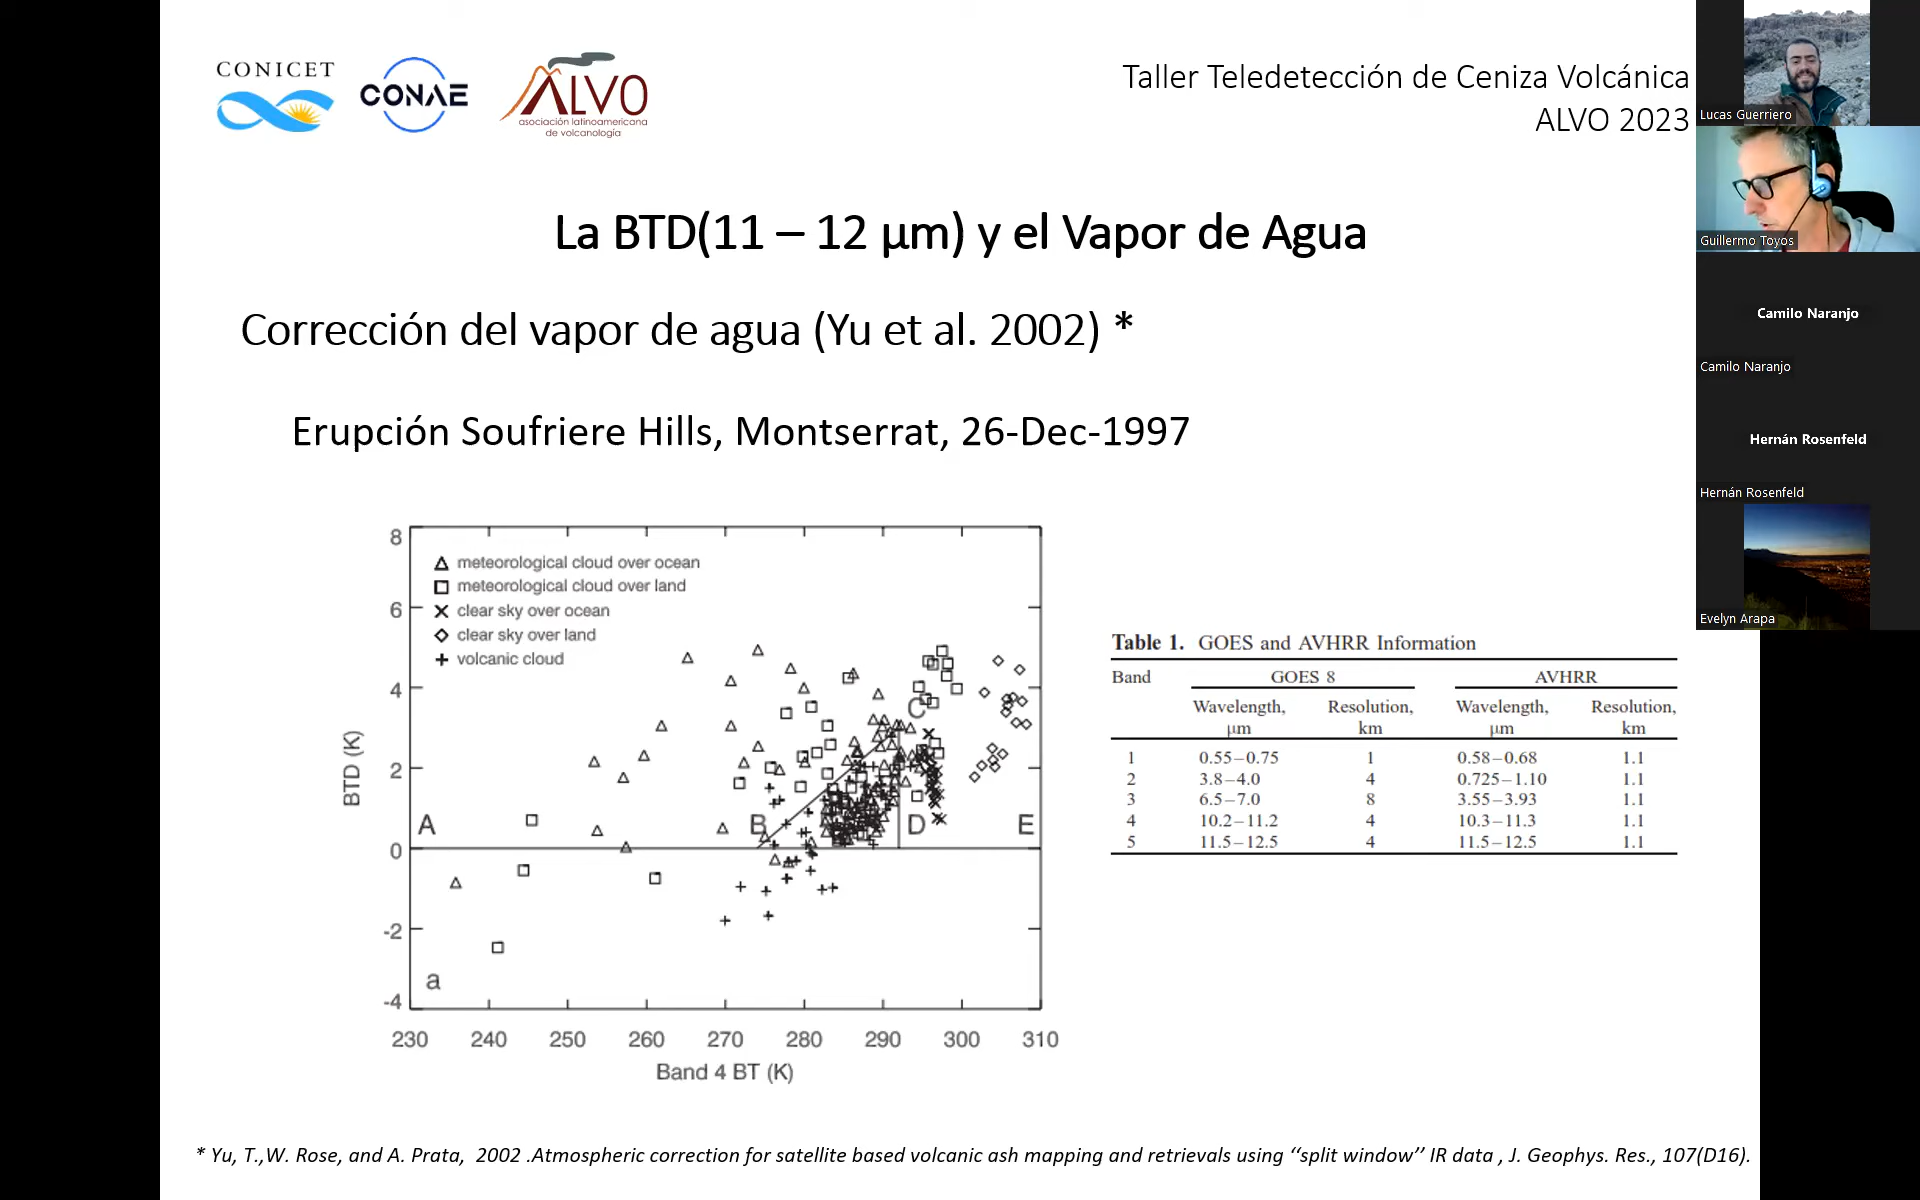 CONICET
CONAE
ALVO
asociación latinoamericana
de volcanología
Taller Teledetección de Ceniza Volcánica
ALVO 2023
La BTD(11 – 12 µm) y el Vapor de Agua
Corrección del vapor de agua (Yu et al. 2002) *
Erupción Soufriere Hills, Montserrat, 26-Dec-1997
8
6
4
2
0
-2
-4
BTD (K)
meteorological cloud over ocean
meteorological cloud over land
clear sky over ocean
clear sky over land
volcanic cloud
A
B
C
D
E
a
230 240 250 260 270 280 290 300 310
Band 4 BT (K)
Table 1. GOES and AVHRR Information
Band GOES 8 AVHRR
Wavelength, Resolution, Wavelength, Resolution,
µm km µm km
1 0.55–0.75 1 0.58–0.68 1.1
2 3.8–4.0 4 0.725–1.10 1.1
3 6.5–7.0 8 3.55–3.93 1.1
4 10.2–11.2 4 10.3–11.3 1.1
5 11.5–12.5 4 11.5–12.5 1.1
* Yu, T.,W. Rose, and A. Prata, 2002 .Atmospheric correction for satellite based volcanic ash mapping and retrievals using ‘‘split window’’ IR data , J. Geophys. Res., 107(D16).
Lucas Guerriero
Guillermo Toyos
Camilo Naranjo
Camilo Naranjo
Hernán Rosenfeld
Hernán Rosenfeld
Evelyn Arapa